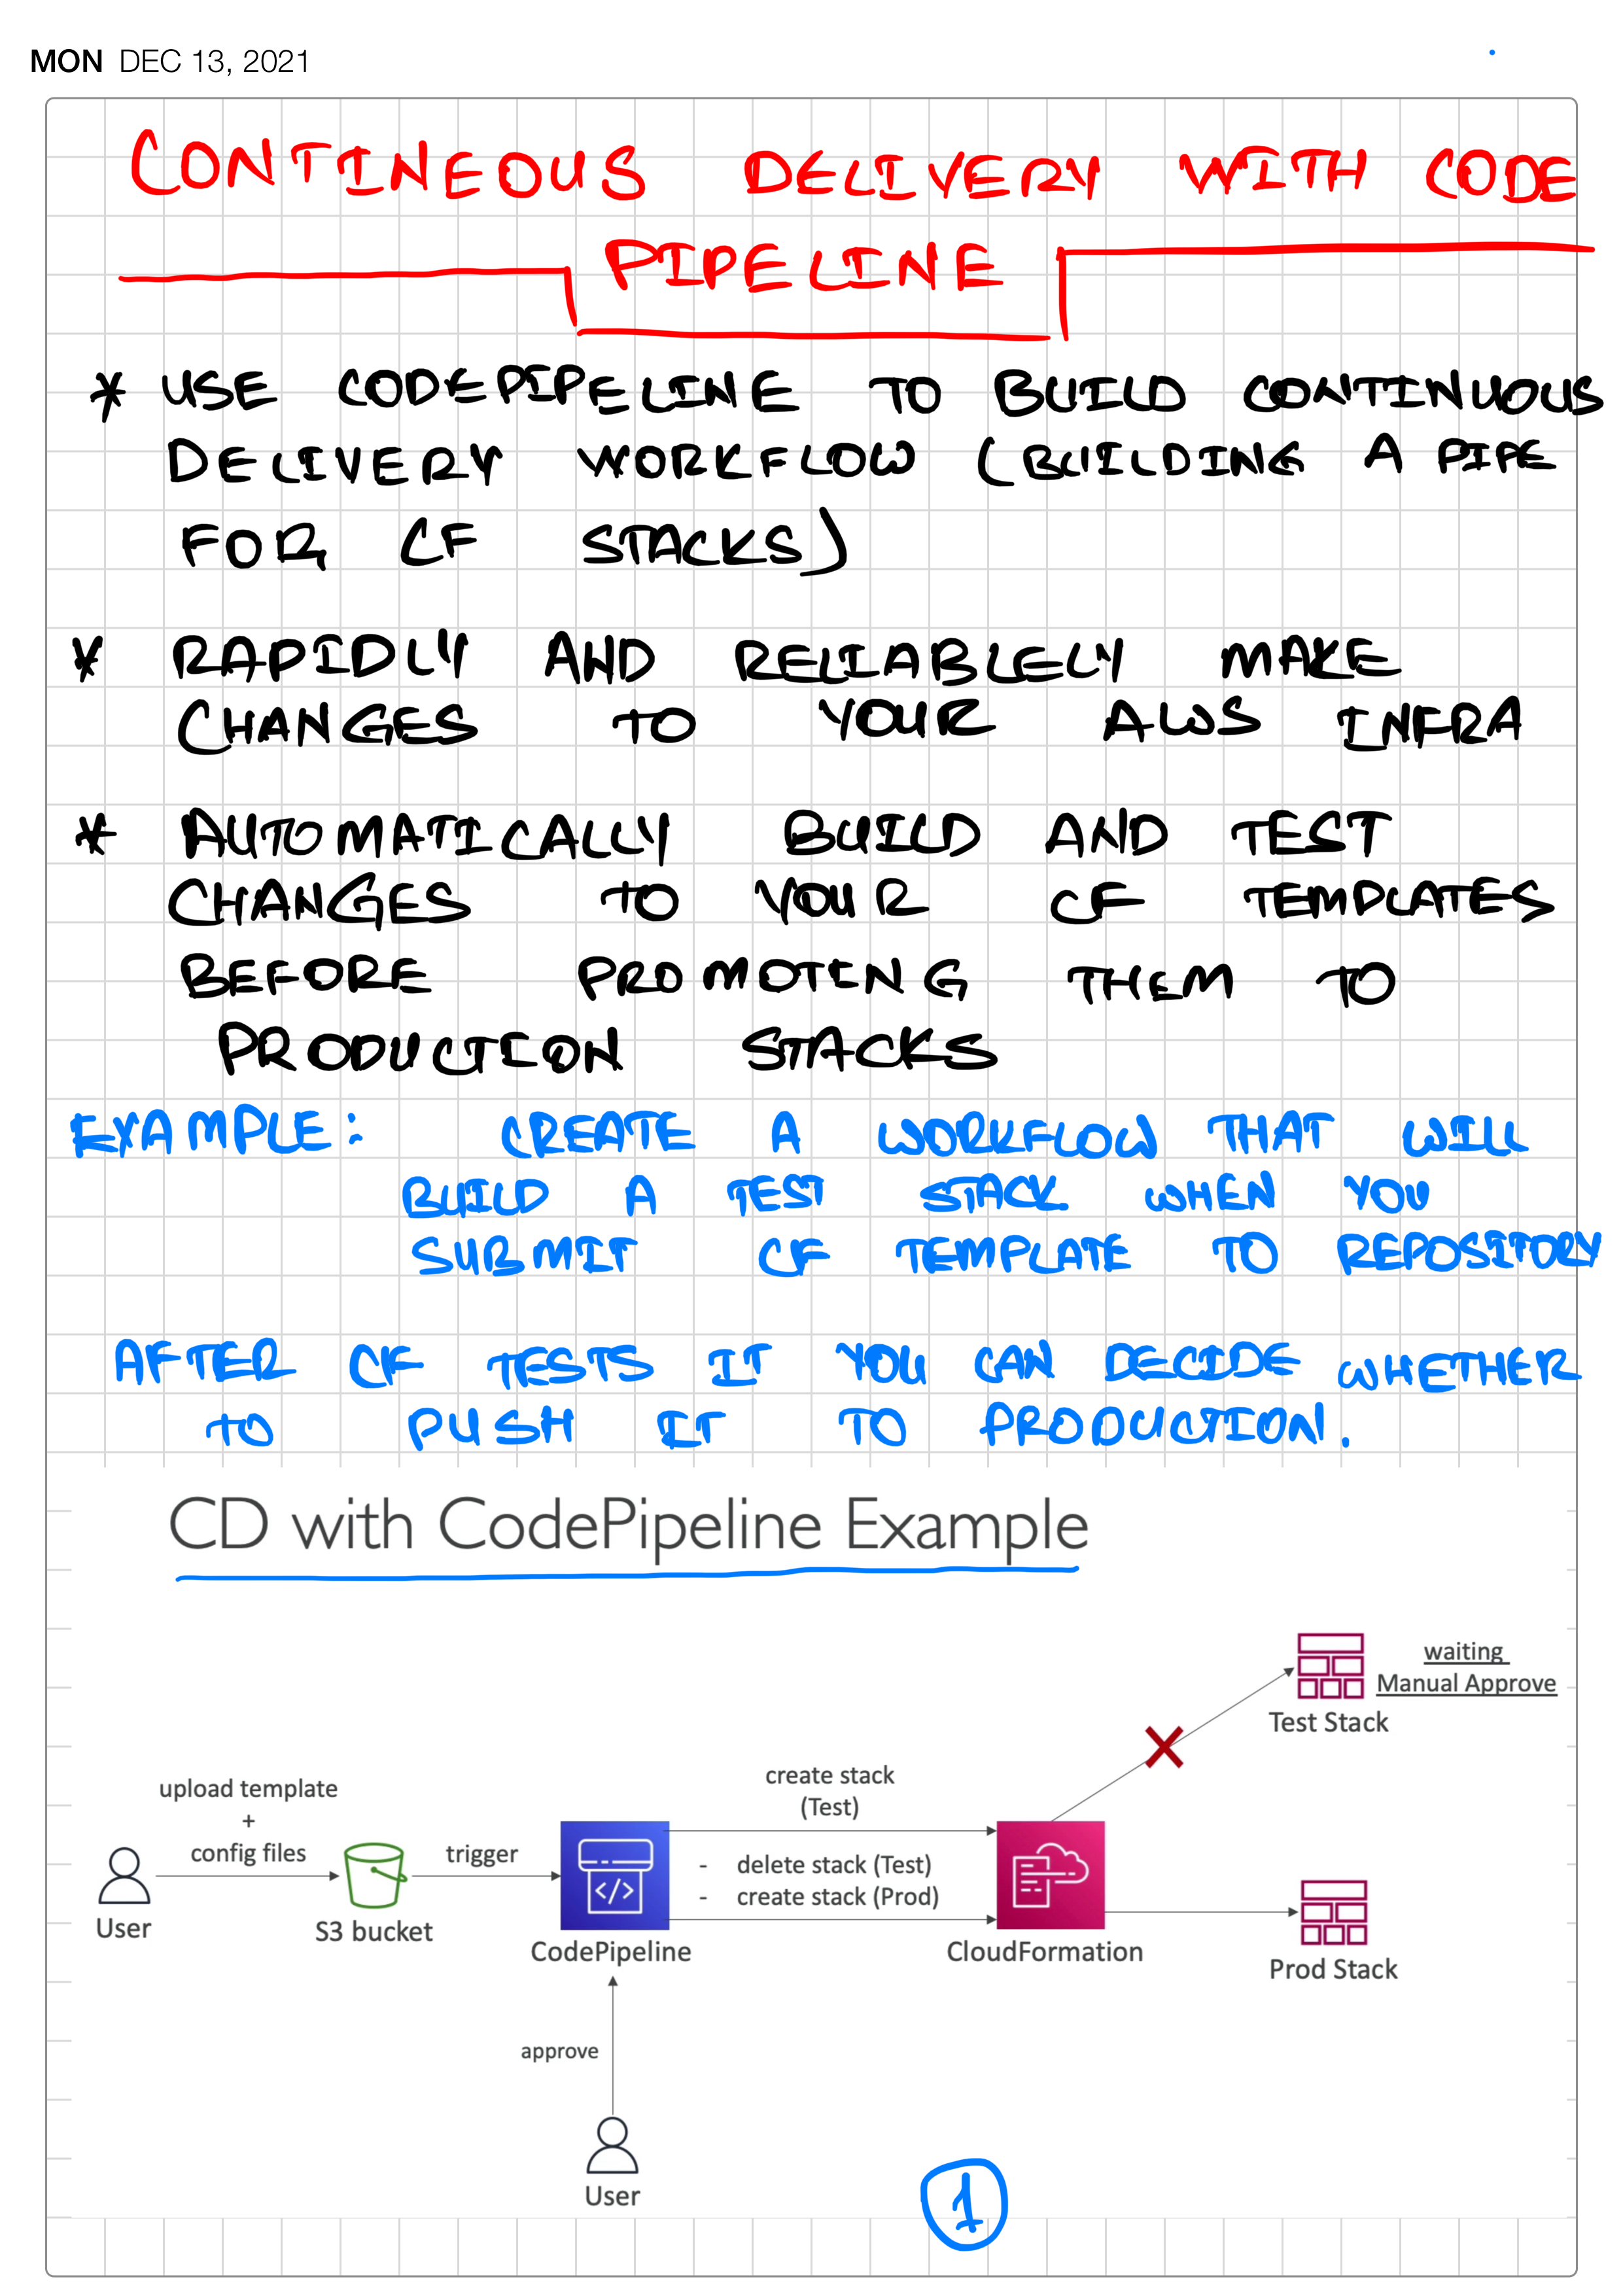 MON DEC 13, 2021
CONTINEOUS DELIVERY WITH CODE
PIPELINE
* USE CODEPIPELINE TO BUILD CONTINUOUS
DELIVERY WORKFLOW (BUILDING A PIPE
FOR CF STACKS)
* RAPIDLY AND RELIABLELY MAKE
CHANGES TO YOUR AWS INFRA
* AUTOMATICALLY BUILD AND TEST
CHANGES TO YOUR CF TEMPLATES
BEFORE PROMOTING THEM TO
PRODUCTION STACKS
EXAMPLE: CREATE A WORKFLOW THAT WILL
BUILD A TEST STACK WHEN YOU
SUBMIT CF TEMPLATE TO REPOSITORY
AFTER CF TESTS IT YOU CAN DECIDE WHETHER
TO PUSH IT TO PRODUCTION.
CD with CodePipeline Example
waiting
Manual Approve
Test Stack
create stack
(Test)
upload template
+
config files
trigger
- delete stack (Test)
- create stack (Prod)
User
S3 bucket
CodePipeline
CloudFormation
Prod Stack
approve
User
1